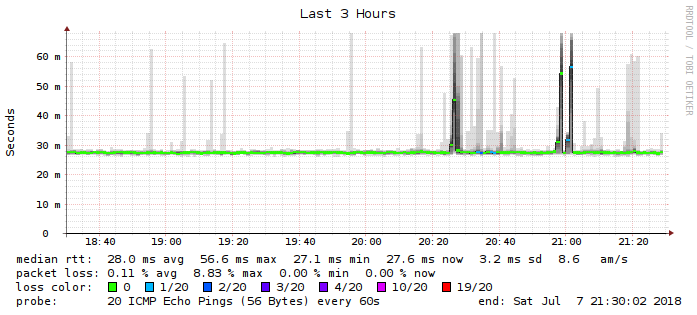 Last 3 Hours
RRDTOOL / TOBI OETIKER
Seconds
60 m
50 m
40 m
30 m
20 m
10 m
0
18:40 19:00 19:20 19:40 20:00 20:20 20:40 21:00 21:20
median rtt: 28.0 ms avg 56.6 ms max 27.1 ms min 27.6 ms now 3.2 ms sd 8.6 am/s
packet loss: 0.11 % avg 8.83 % max 0.00 % min 0.00 % now
loss color: 0 1/20 2/20 3/20 4/20 10/20 19/20
probe: 20 ICMP Echo Pings (56 Bytes) every 60s end: Sat Jul 7 21:30:02 2018